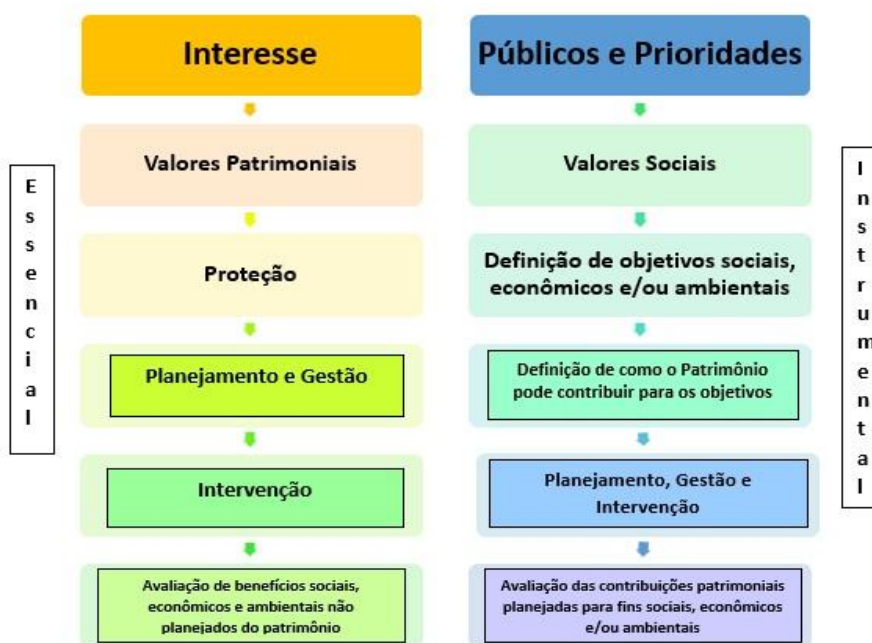 Interesse
Valores Patrimoniais
Proteção
Planejamento e Gestão
Intervenção
Avaliação de benefícios sociais,
econômicos e ambientais não
planejados do patrimônio
Essencial
Públicos e Prioridades
Valores Sociais
Definição de objetivos sociais,
econômicos e/ou ambientais
Definição de como o Patrimônio
pode contribuir para os objetivos
Planejamento, Gestão e
Intervenção
Avaliação das contribuições patrimoniais
planejadas para fins sociais, econômicos
e/ou ambientais
Instrumental